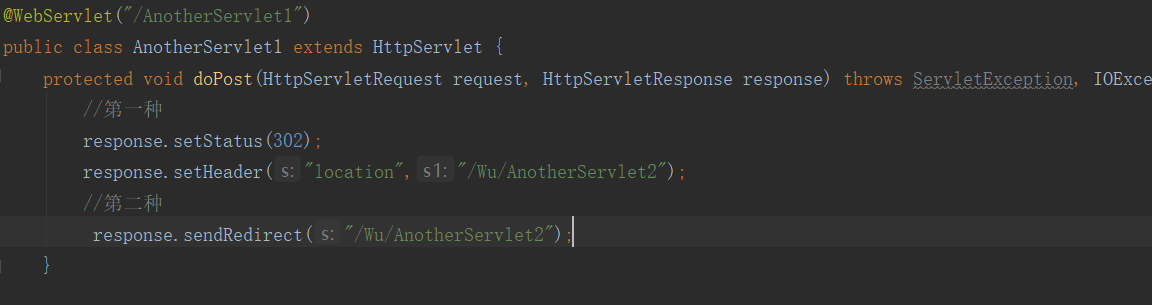 @WebServlet("/AnotherServlet1")
public class AnotherServlet1 extends HttpServlet {
protected void doPost(HttpServletRequest request, HttpServletResponse response) throws ServletException, IOExce
//第一种
response.setStatus(302);
response.setHeader( s: "location", s1: "/Wu/AnotherServlet2");
//第二种
response.sendRedirect( s: "/Wu/AnotherServlet2");
}